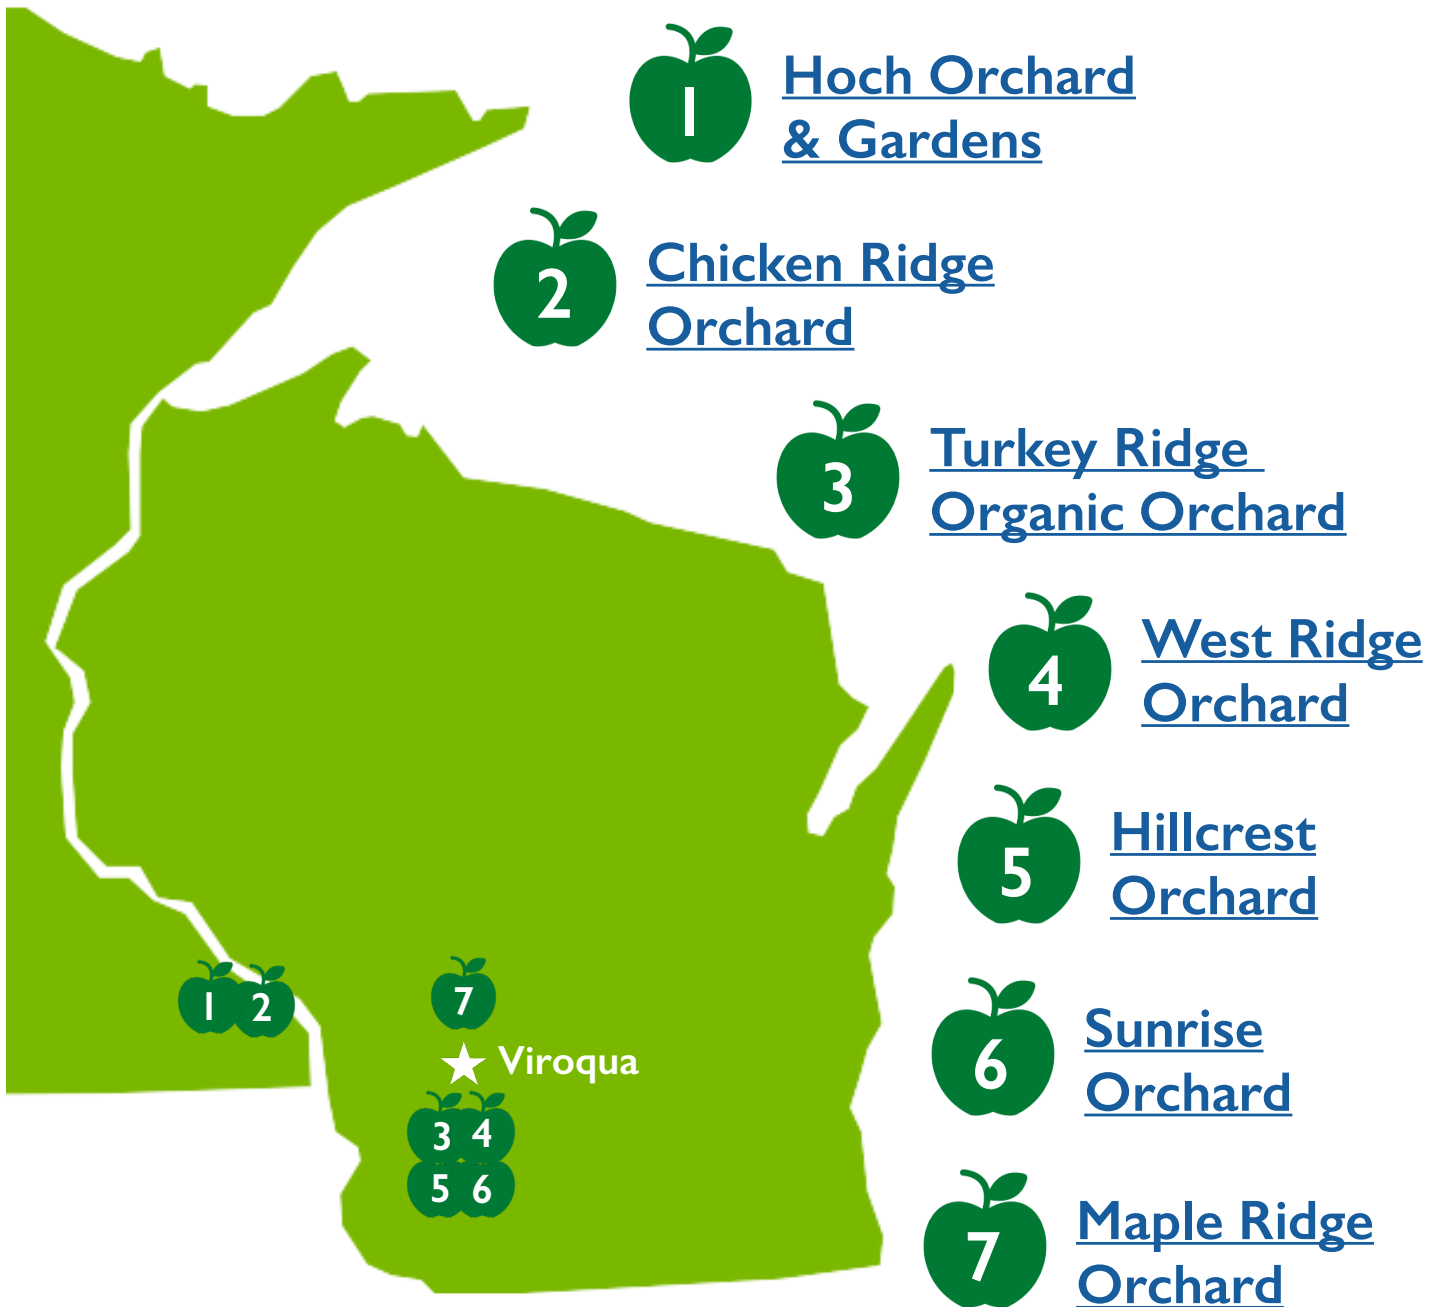 1
Hoch Orchard
& Gardens
2
Chicken Ridge
Orchard
3
Turkey Ridge
Organic Orchard
4
West Ridge
Orchard
5
Hillcrest
Orchard
6
Sunrise
Orchard
7
Maple Ridge
Orchard
1 2
7
Viroqua
3 4
5 6